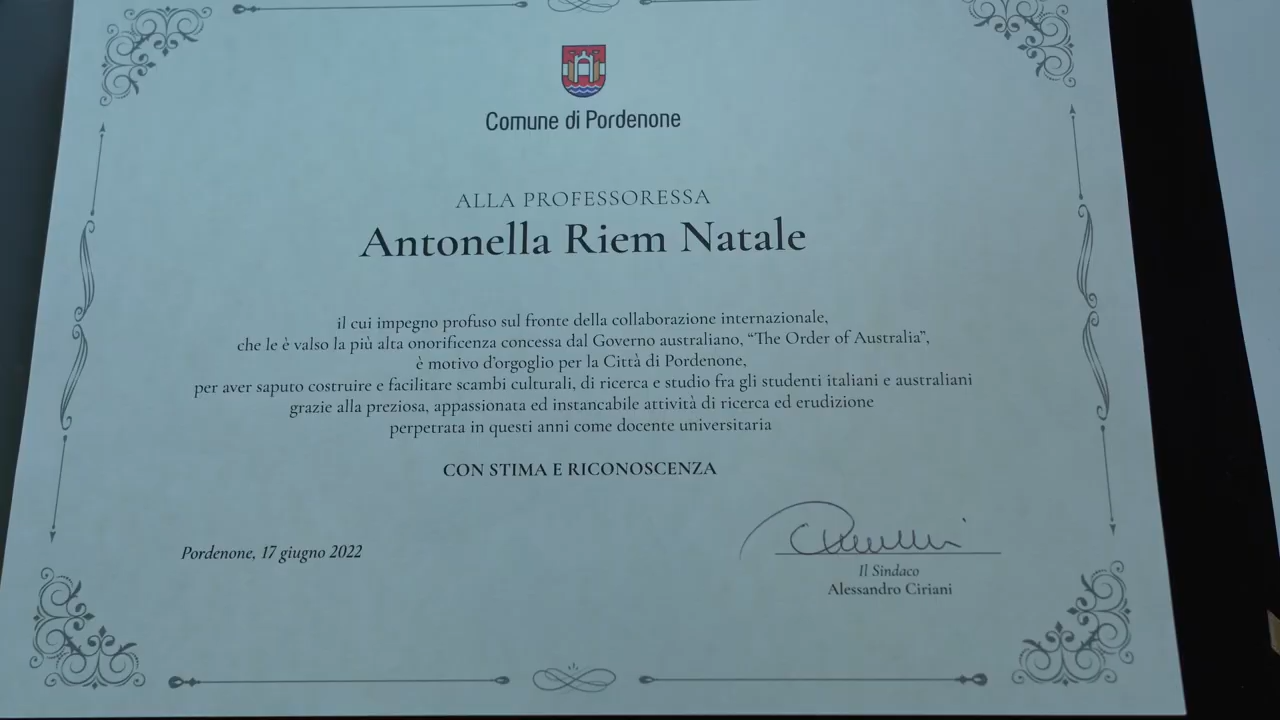 Comune di Pordenone
ALLA PROFESSORESSA
Antonella Riem Natale
il cui impegno profuso sul fronte della collaborazione internazionale,
che le è valso la più alta onorificenza concessa dal Governo australiano, “The Order of Australia”,
è motivo d’orgoglio per la Città di Pordenone,
per aver saputo costruire e facilitare scambi culturali, di ricerca e studio fra gli studenti italiani e australiani
grazie alla preziosa, appassionata ed instancabile attività di ricerca ed erudizione
perpetrata in questi anni come docente universitaria
CON STIMA E RICONOSCENZA
Pordenone, 17 giugno 2022
Il Sindaco
Alessandro Ciriani